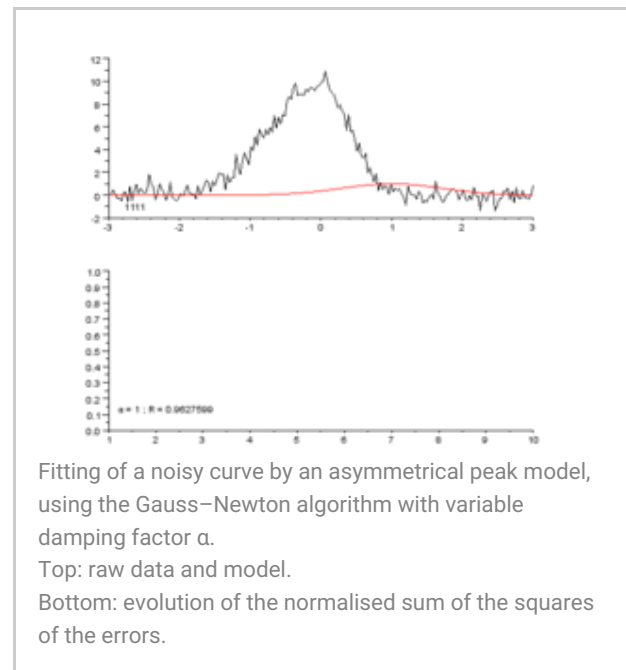 12
10
8
6
4
2
0
-2
1111
-3 -2 -1 0 1 2 3
1.0
0.9
0.8
0.7
0.6
0.5
0.4
0.3
0.2
0.1
0.0
a = 1 ; R = 0.9627599
1 2 3 4 5 6 7 8 9 10
Fitting of a noisy curve by an asymmetrical peak model,
using the Gauss–Newton algorithm with variable
damping factor α.
Top: raw data and model.
Bottom: evolution of the normalised sum of the squares
of the errors.